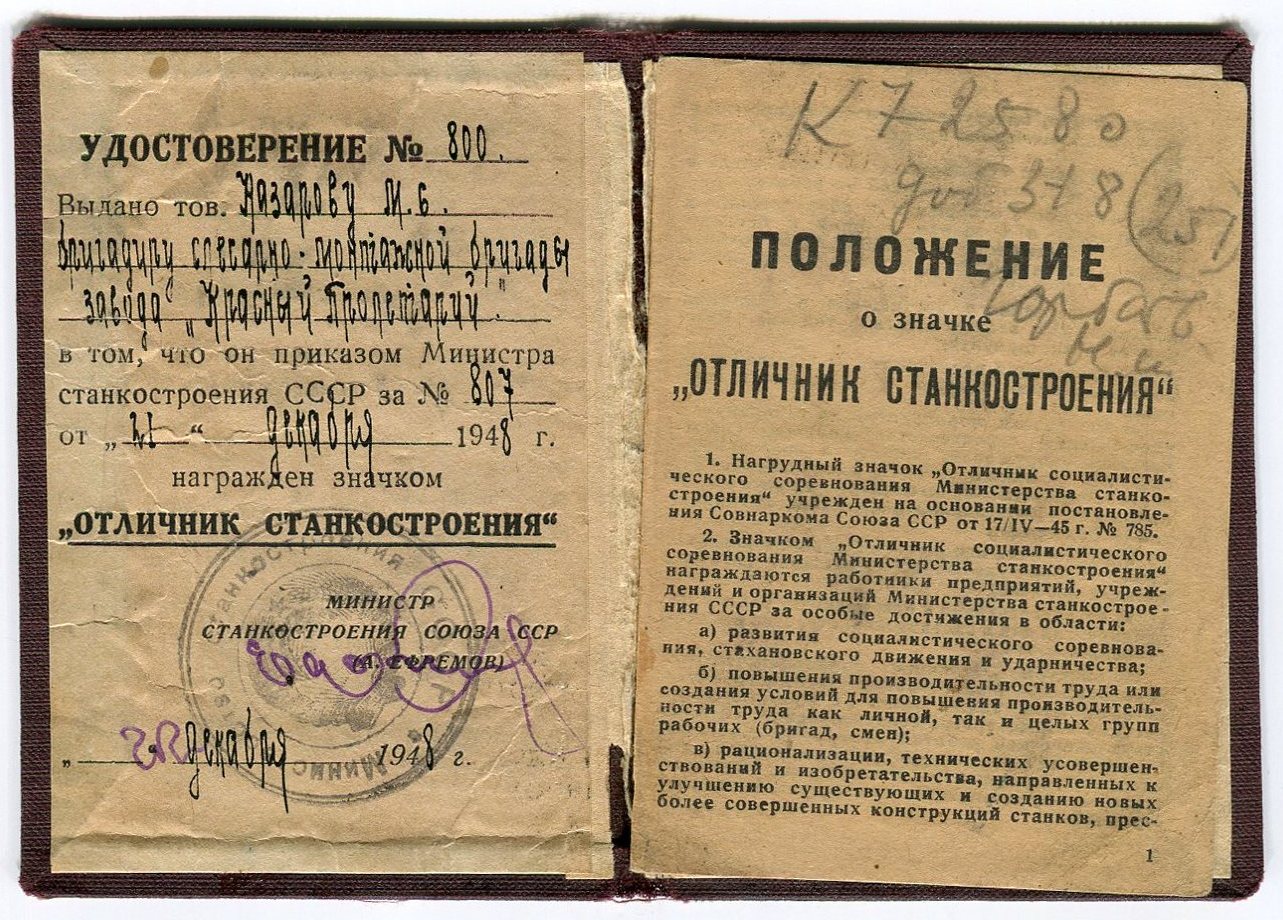 УДОСТОВЕРЕНИЕ № 800.
Выдано тов. Назарову М.Е.
бригадиру слесарно-монтажной бригады
завода „Красный Пролетарий“.
в том, что он приказом Министра
станкостроения СССР за № 807
от „21“ декабря 1948 г.
награжден значком
„ОТЛИЧНИК СТАНКОСТРОЕНИЯ“
МИНИСТР
СТАНКОСТРОЕНИЯ СОЮЗА ССР
(А. ЕФРЕМОВ)
декабря 1948 г.
К 7-25-80
доб 318 (251)
ПОЛОЖЕНИЕ
о значке
„ОТЛИЧНИК СТАНКОСТРОЕНИЯ“
1. Нагрудный значок „Отличник социалисти-
ческого соревнования Министерства станко-
строения“ учрежден на основании постановле-
ния Совнаркома Союза ССР от 17/IV—45 г. № 785.
2. Значком „Отличник социалистического
соревнования Министерства станкостроения“
награждаются работники предприятий, учреж-
дений и организаций Министерства станкострое-
ния СССР за особые достижения в области:
а) развития социалистического соревнова-
ния, стахановского движения и ударничества;
б) повышения производительности труда или
создания условий для повышения производитель-
ности труда как личной, так и целых групп
рабочих (бригад, смен);
в) рационализации, технических усовершен-
ствований и изобретательства, направленных к
улучшению существующих и созданию новых
более совершенных конструкций станков, прес-
1